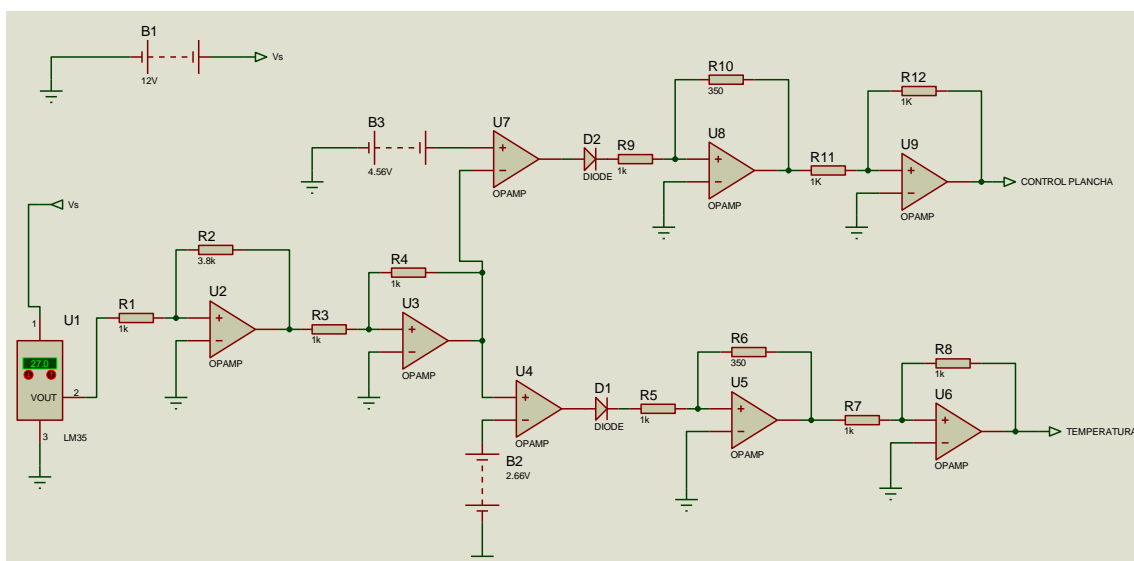 B1
12V
Vs
B3
4.56V
U7
OPAMP
D2
DIODE
R9
1k
R10
350
U8
OPAMP
R11
1K
R12
1K
U9
OPAMP
CONTROL PLANCHA
Vs
U1
1
27.0
VOUT
2
3
LM35
R1
1k
R2
3.8k
U2
OPAMP
R3
1k
R4
1k
U3
OPAMP
U4
OPAMP
B2
2.66V
D1
DIODE
R5
1k
R6
350
U5
OPAMP
R7
1k
R8
1k
U6
OPAMP
TEMPERATURA